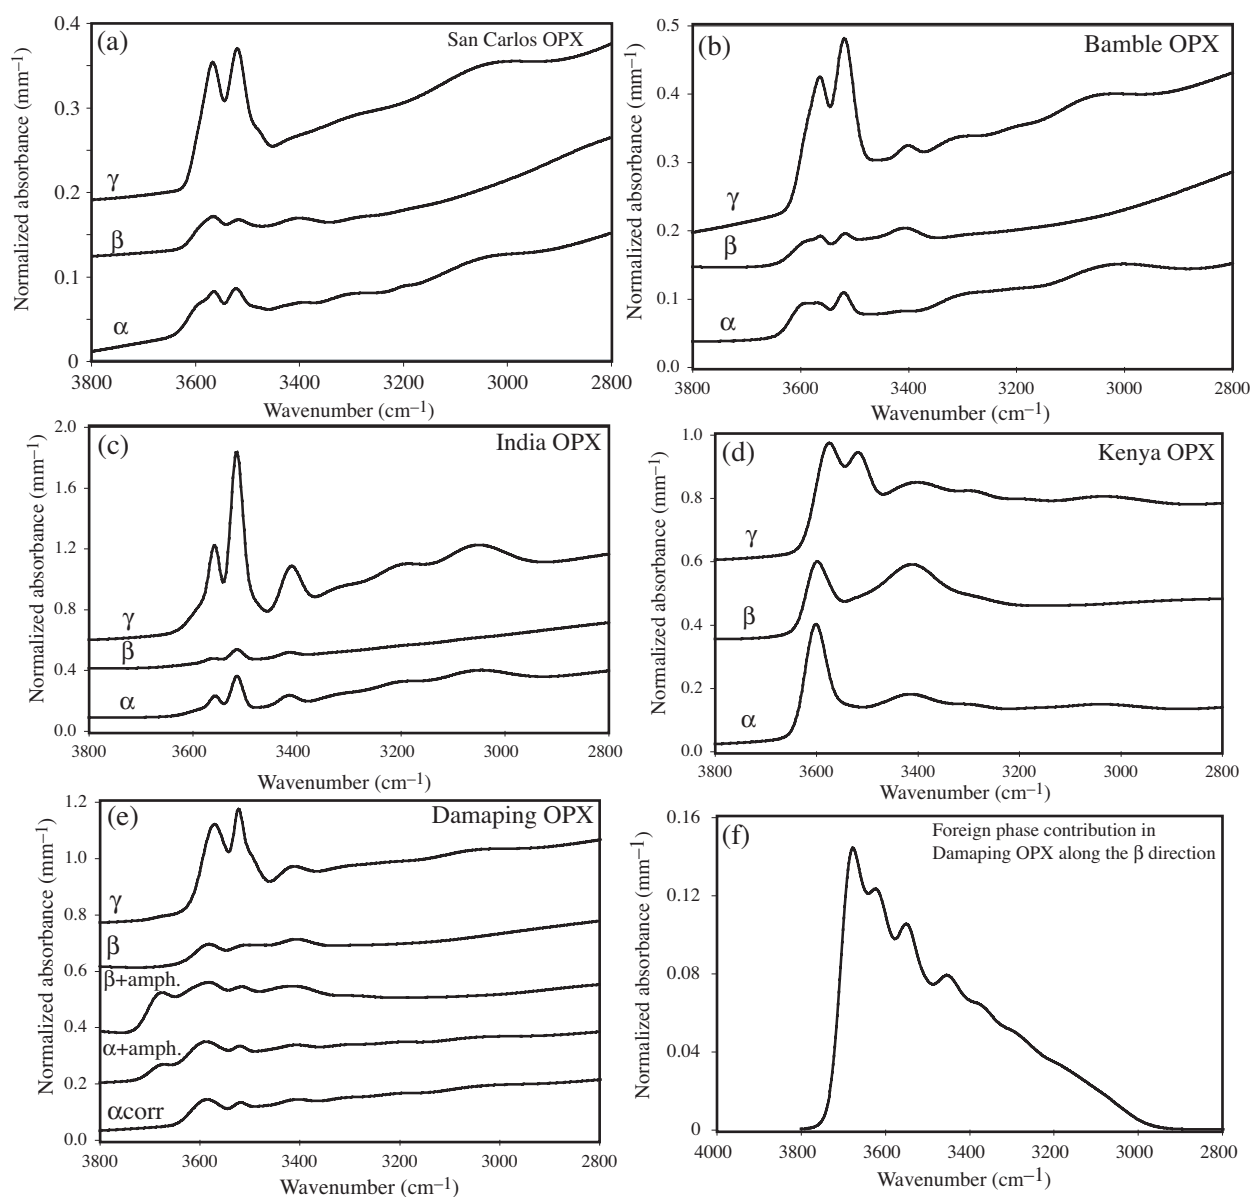 (a)
San Carlos OPX
Normalized absorbance (mm⁻¹)
0.4
0.3
0.2
0.1
0
γ
β
α
3800 3600 3400 3200 3000 2800
Wavenumber (cm⁻¹)
(b)
Bamble OPX
Normalized absorbance (mm⁻¹)
0.5
0.4
0.3
0.2
0.1
0.0
γ
β
α
3800 3600 3400 3200 3000 2800
Wavenumber (cm⁻¹)
(c)
India OPX
Normalized absorbance (mm⁻¹)
2.0
1.6
1.2
0.8
0.4
0.0
γ
β
α
3800 3600 3400 3200 3000 2800
Wavenumber (cm⁻¹)
(d)
Kenya OPX
Normalized absorbance (mm⁻¹)
1.0
0.8
0.6
0.4
0.2
0.0
γ
β
α
3800 3600 3400 3200 3000 2800
Wavenumber (cm⁻¹)
(e)
Damaping OPX
Normalized absorbance (mm⁻¹)
1.2
1.0
0.8
0.6
0.4
0.2
0.0
γ
β
β+amph.
α+amph.
αcorr
3800 3600 3400 3200 3000 2800
Wavenumber (cm⁻¹)
(f)
Foreign phase contribution in
Damaping OPX along the β direction
Normalized absorbance (mm⁻¹)
0.16
0.12
0.08
0.04
0
4000 3800 3600 3400 3200 3000 2800
Wavenumber (cm⁻¹)